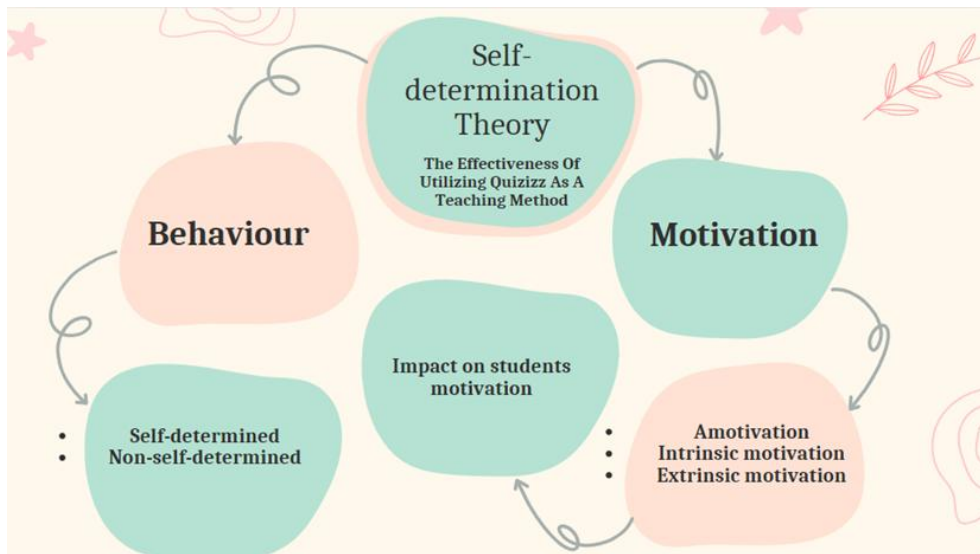 Self-
determination
Theory
The Effectiveness Of
Utilizing Quizizz As A
Teaching Method
Behaviour
Motivation
Impact on students
motivation
• Self-determined
• Non-self-determined
• Amotivation
• Intrinsic motivation
• Extrinsic motivation